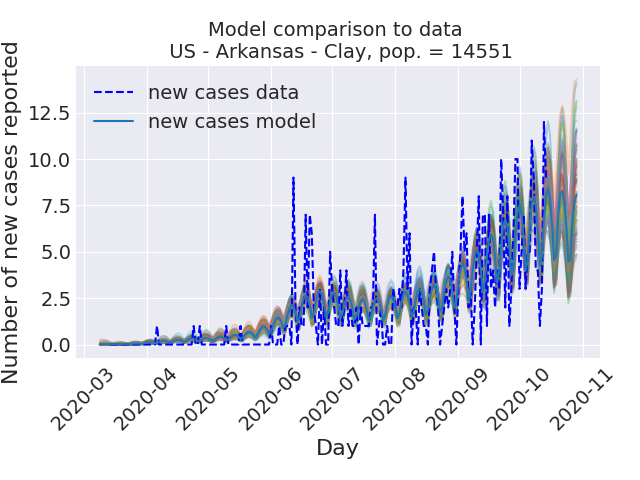 Model comparison to data
US - Arkansas - Clay, pop. = 14551
new cases data
new cases model
Number of new cases reported
12.5
10.0
7.5
5.0
2.5
0.0
2020-03
2020-04
2020-05
2020-06
2020-07
2020-08
2020-09
2020-10
2020-11
Day